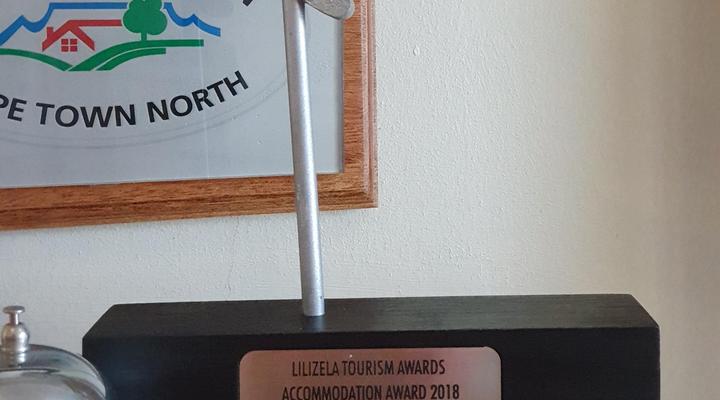 PE TOWN NORTH
LILIZELA TOURISM AWARDS
ACCOMMODATION AWARD 2018